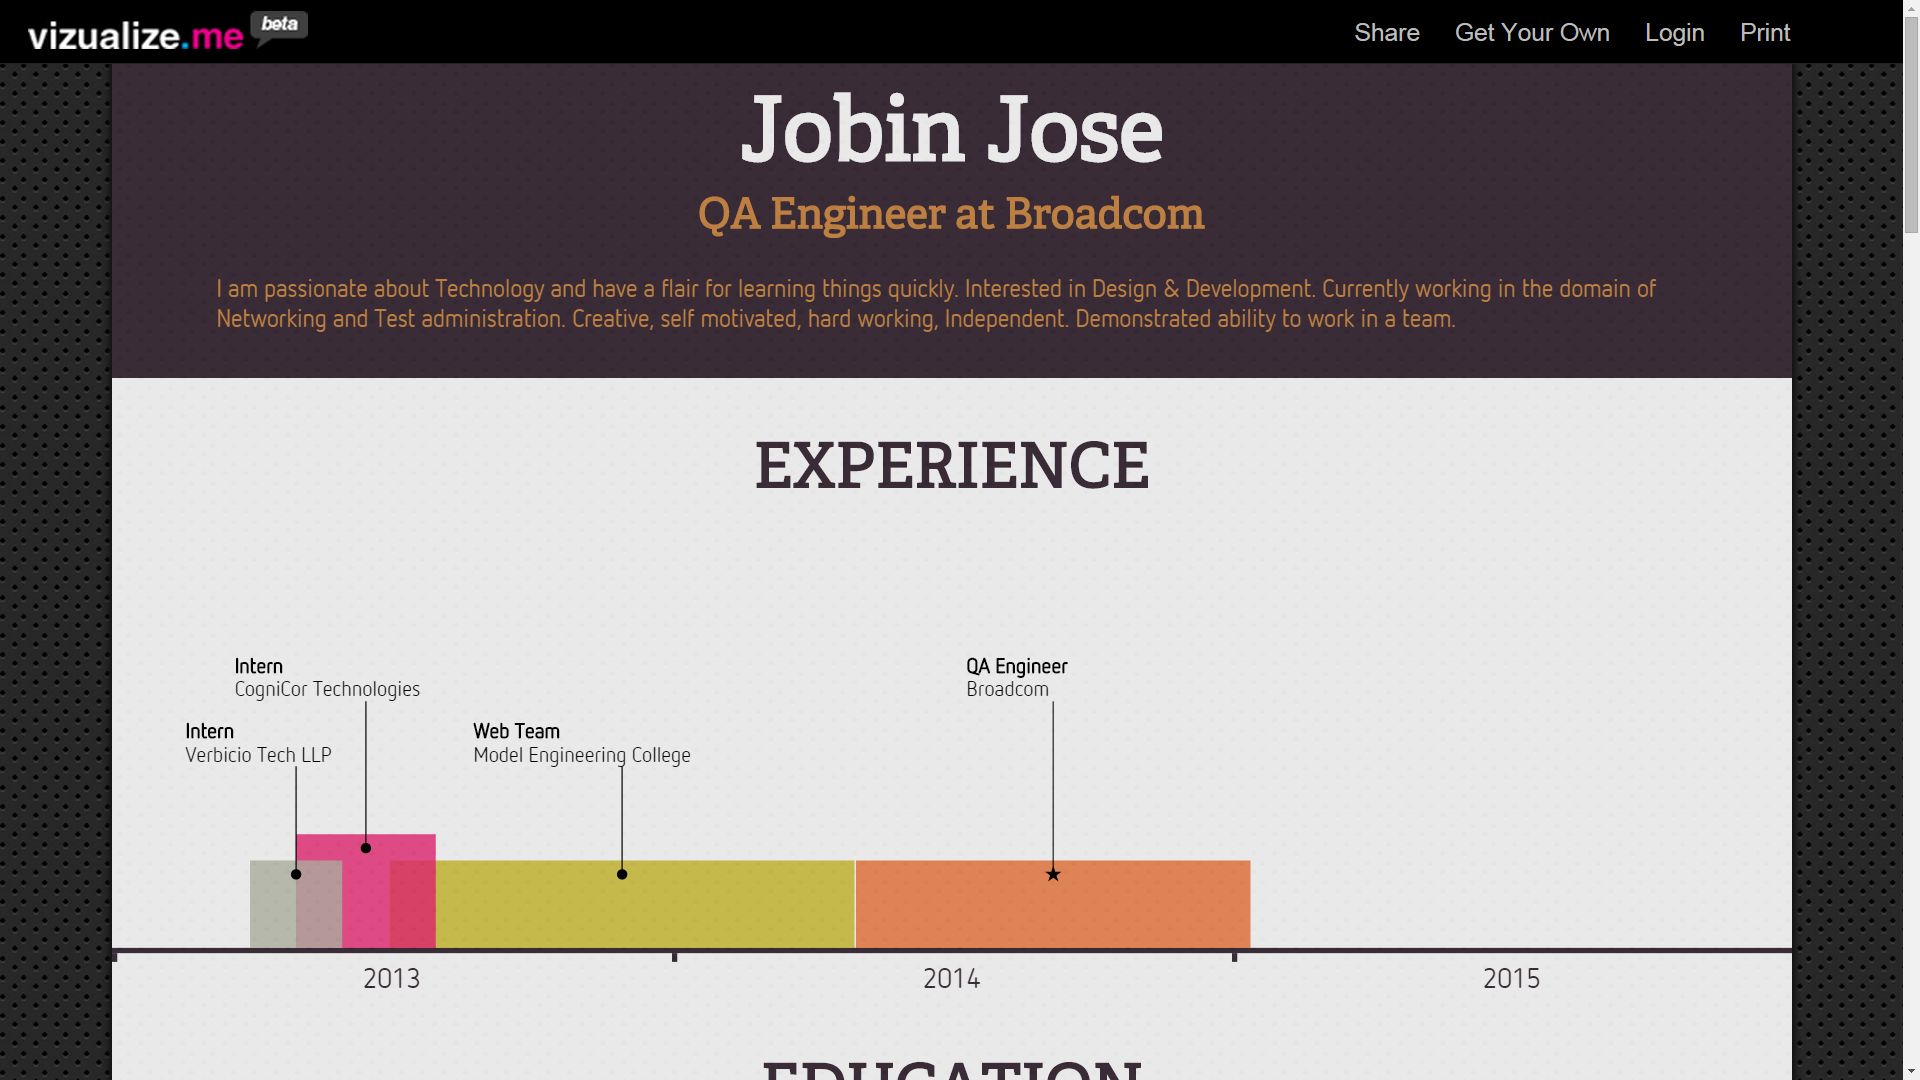 vizualize.me beta
Share Get Your Own Login Print
Jobin Jose
QA Engineer at Broadcom
I am passionate about Technology and have a flair for learning things quickly. Interested in Design & Development. Currently working in the domain of
Networking and Test administration. Creative, self motivated, hard working, Independent. Demonstrated ability to work in a team.
EXPERIENCE
Intern
CogniCor Technologies
QA Engineer
Broadcom
Intern
Verbicio Tech LLP
Web Team
Model Engineering College
2013 2014 2015
EDUCATION